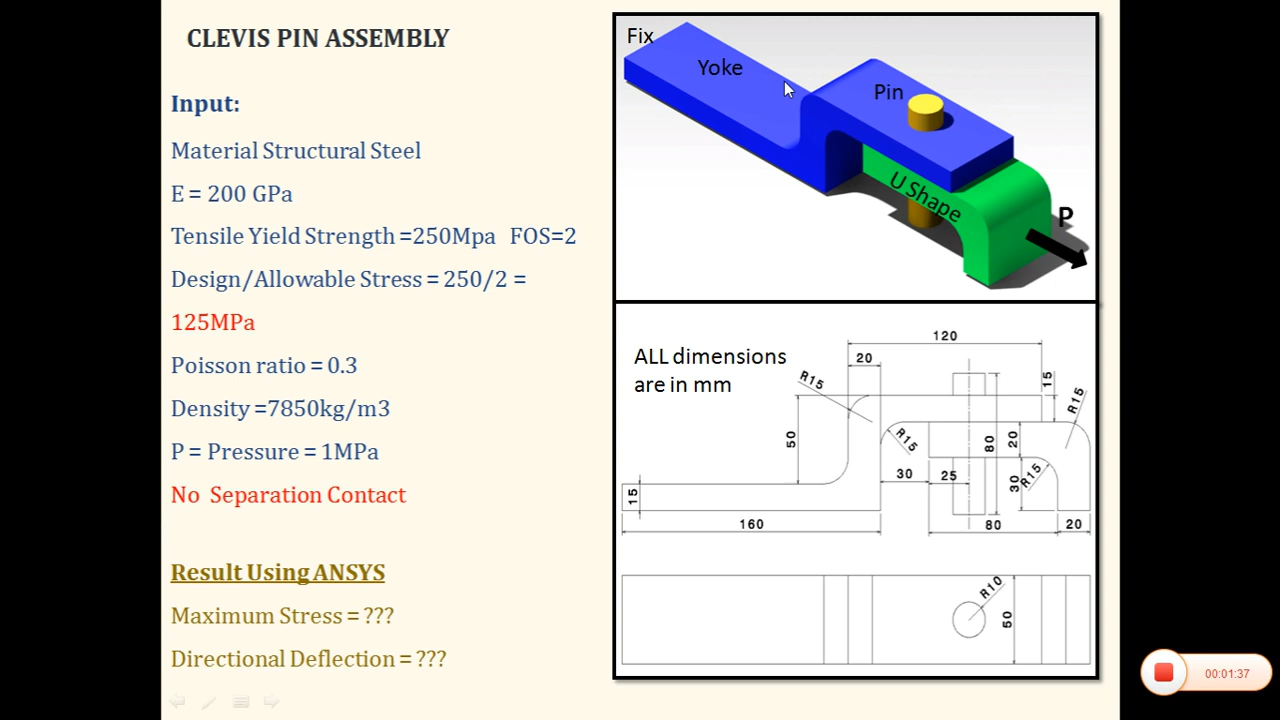 CLEVIS PIN ASSEMBLY
Input:
Material Structural Steel
E = 200 GPa
Tensile Yield Strength =250Mpa FOS=2
Design/Allowable Stress = 250/2 =
125MPa
Poisson ratio = 0.3
Density =7850kg/m3
P = Pressure = 1MPa
No Separation Contact
Result Using ANSYS
Maximum Stress = ???
Directional Deflection = ???
Fix
Yoke
Pin
U Shape
P
ALL dimensions
are in mm
120
20
R15
15
R15
50
R15
80
20
30
25
30
R15
15
160
80
20
R10
50
00:01:37